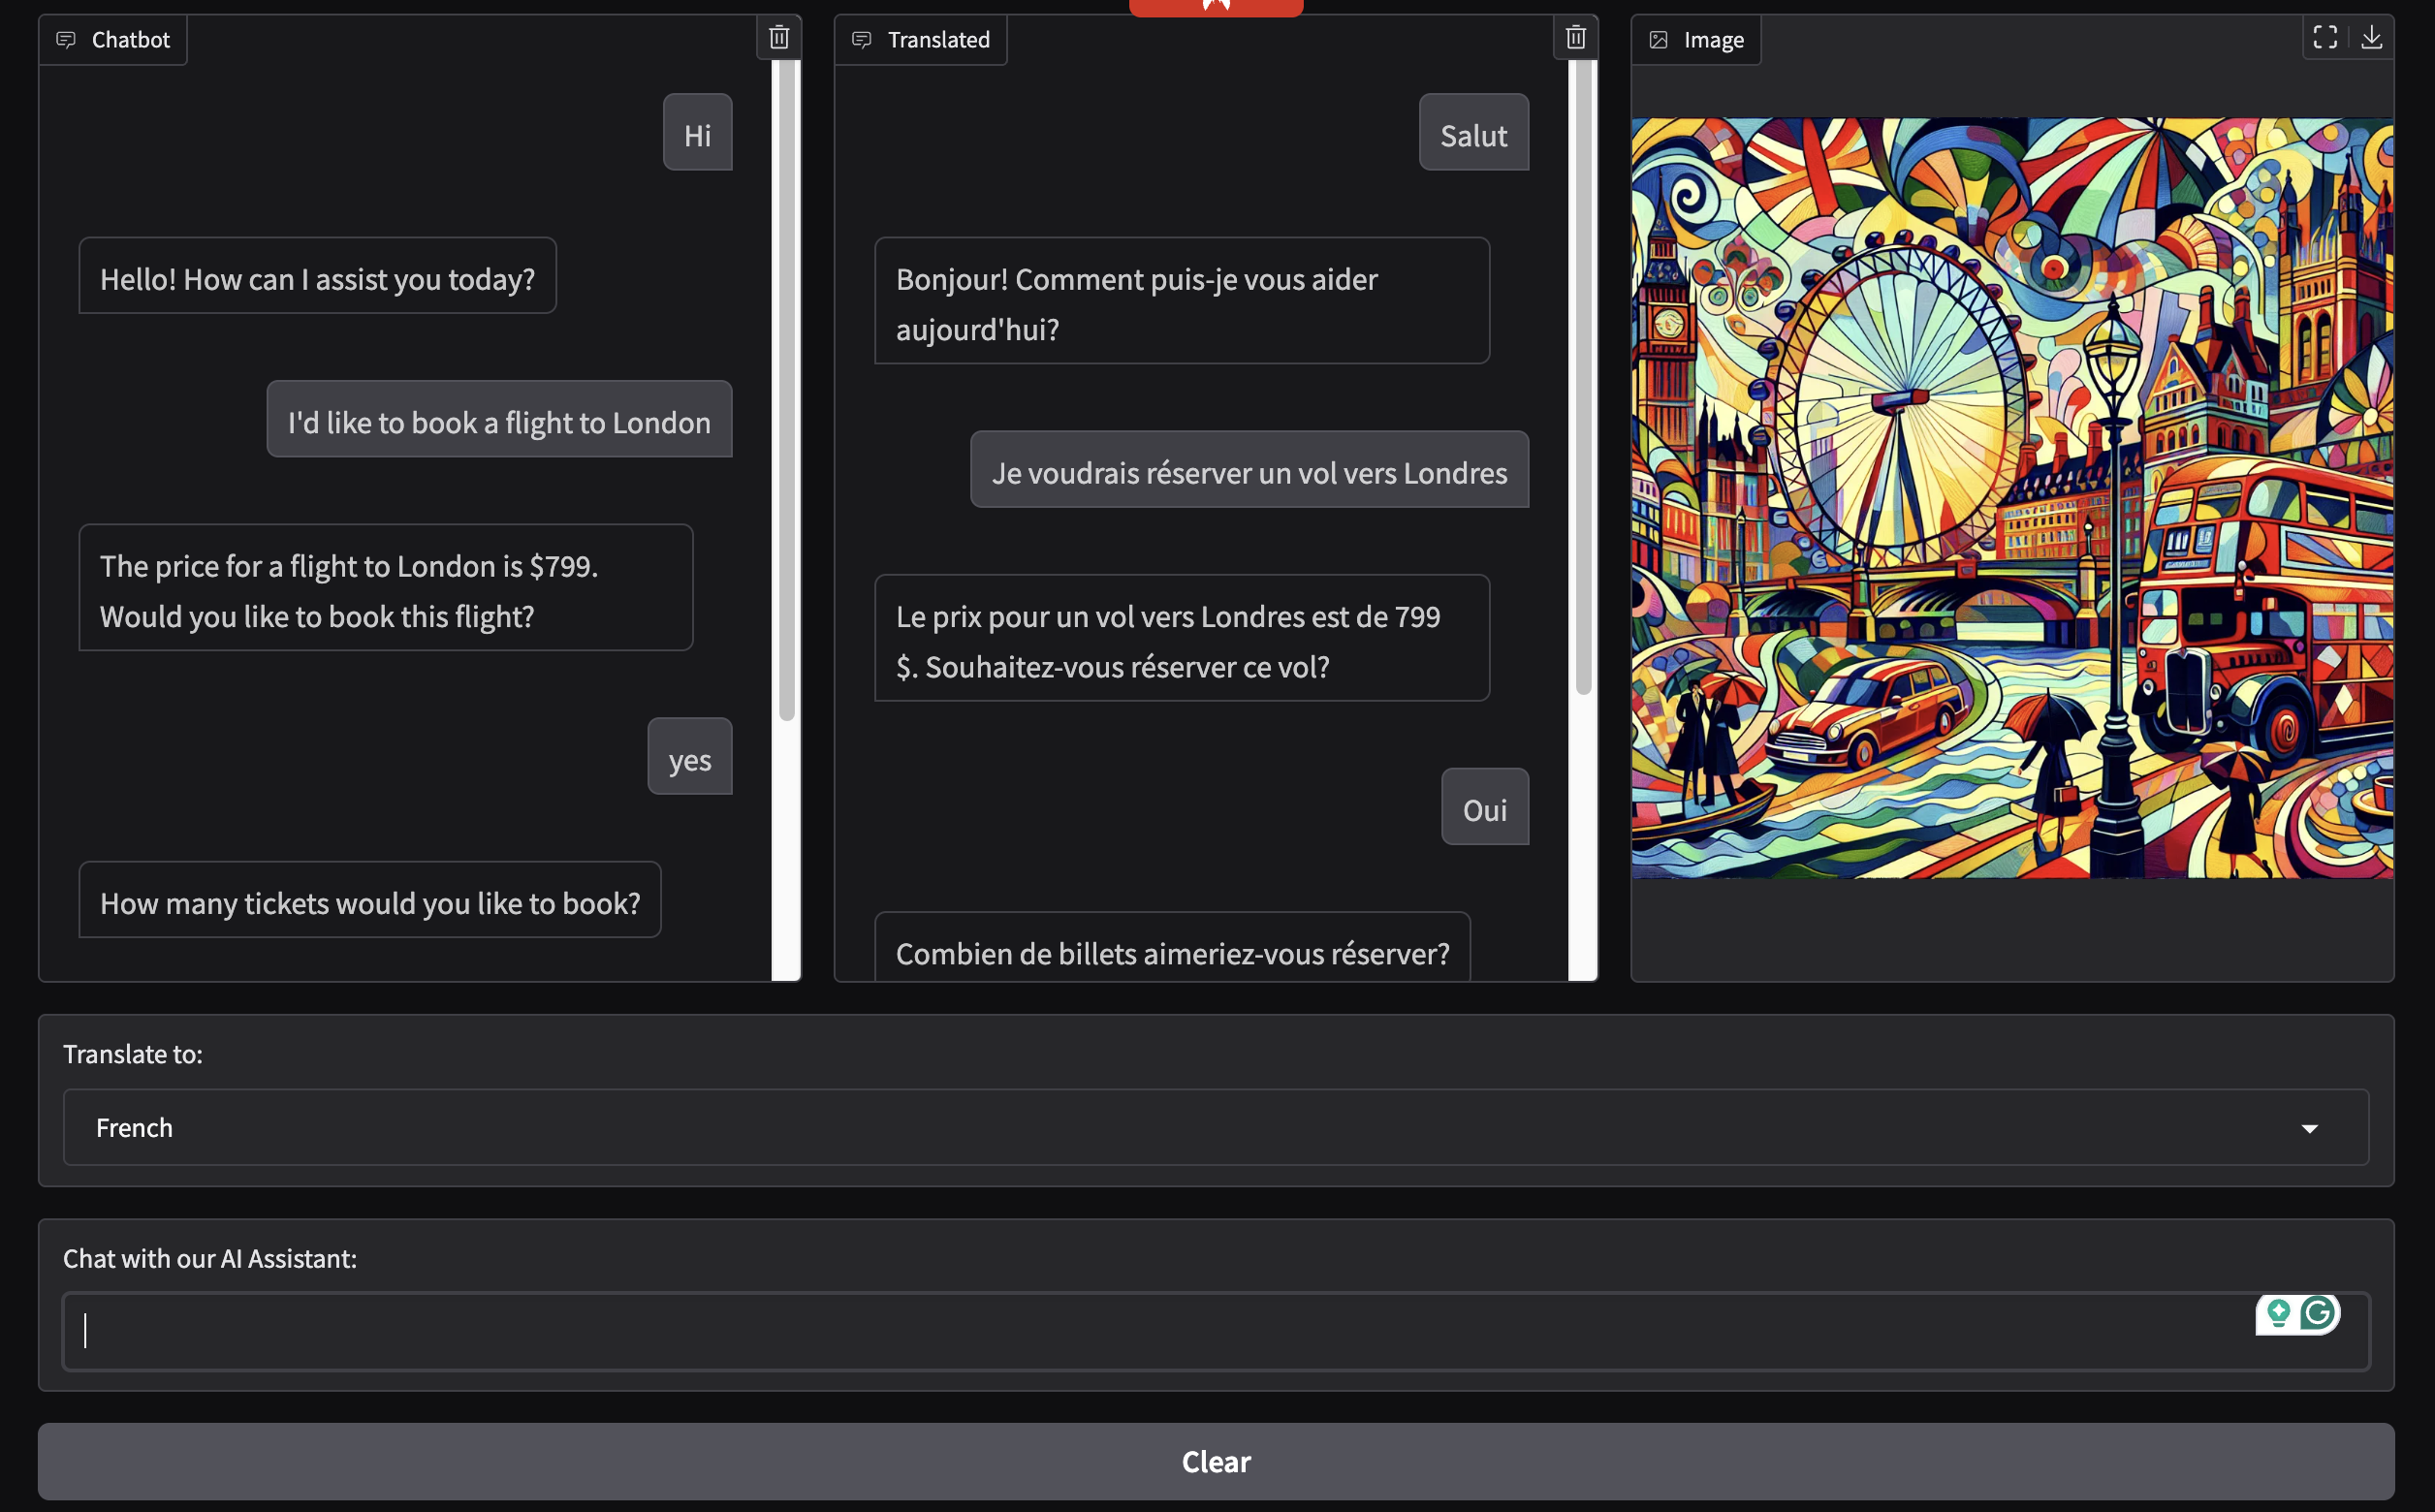 Chatbot
Hi
Hello! How can I assist you today?
I'd like to book a flight to London
The price for a flight to London is $799.
Would you like to book this flight?
yes
How many tickets would you like to book?
Translated
Salut
Bonjour! Comment puis-je vous aider
aujourd'hui?
Je voudrais réserver un vol vers Londres
Le prix pour un vol vers Londres est de 799
$. Souhaitez-vous réserver ce vol?
Oui
Combien de billets aimeriez-vous réserver?
Image
Translate to:
French
Chat with our AI Assistant:
Clear